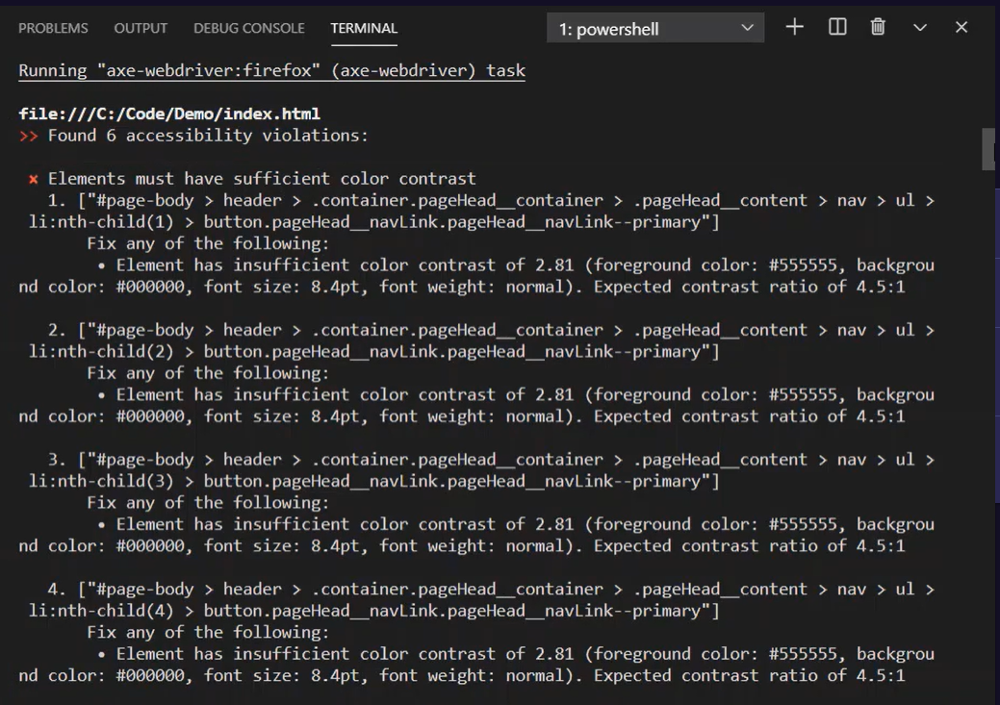 PROBLEMS OUTPUT DEBUG CONSOLE TERMINAL 1: powershell
Running "axe-webdriver:firefox" (axe-webdriver) task
file:///C:/Code/Demo/index.html
>> Found 6 accessibility violations:
× Elements must have sufficient color contrast
1. ["#page-body > header > .container.pageHead__container > .pageHead__content > nav > ul >
li:nth-child(1) > button.pageHead__navLink.pageHead__navLink--primary"]
Fix any of the following:
• Element has insufficient color contrast of 2.81 (foreground color: #555555, backgrou
nd color: #000000, font size: 8.4pt, font weight: normal). Expected contrast ratio of 4.5:1
2. ["#page-body > header > .container.pageHead__container > .pageHead__content > nav > ul >
li:nth-child(2) > button.pageHead__navLink.pageHead__navLink--primary"]
Fix any of the following:
• Element has insufficient color contrast of 2.81 (foreground color: #555555, backgrou
nd color: #000000, font size: 8.4pt, font weight: normal). Expected contrast ratio of 4.5:1
3. ["#page-body > header > .container.pageHead__container > .pageHead__content > nav > ul >
li:nth-child(3) > button.pageHead__navLink.pageHead__navLink--primary"]
Fix any of the following:
• Element has insufficient color contrast of 2.81 (foreground color: #555555, backgrou
nd color: #000000, font size: 8.4pt, font weight: normal). Expected contrast ratio of 4.5:1
4. ["#page-body > header > .container.pageHead__container > .pageHead__content > nav > ul >
li:nth-child(4) > button.pageHead__navLink.pageHead__navLink--primary"]
Fix any of the following:
• Element has insufficient color contrast of 2.81 (foreground color: #555555, backgrou
nd color: #000000, font size: 8.4pt, font weight: normal). Expected contrast ratio of 4.5:1